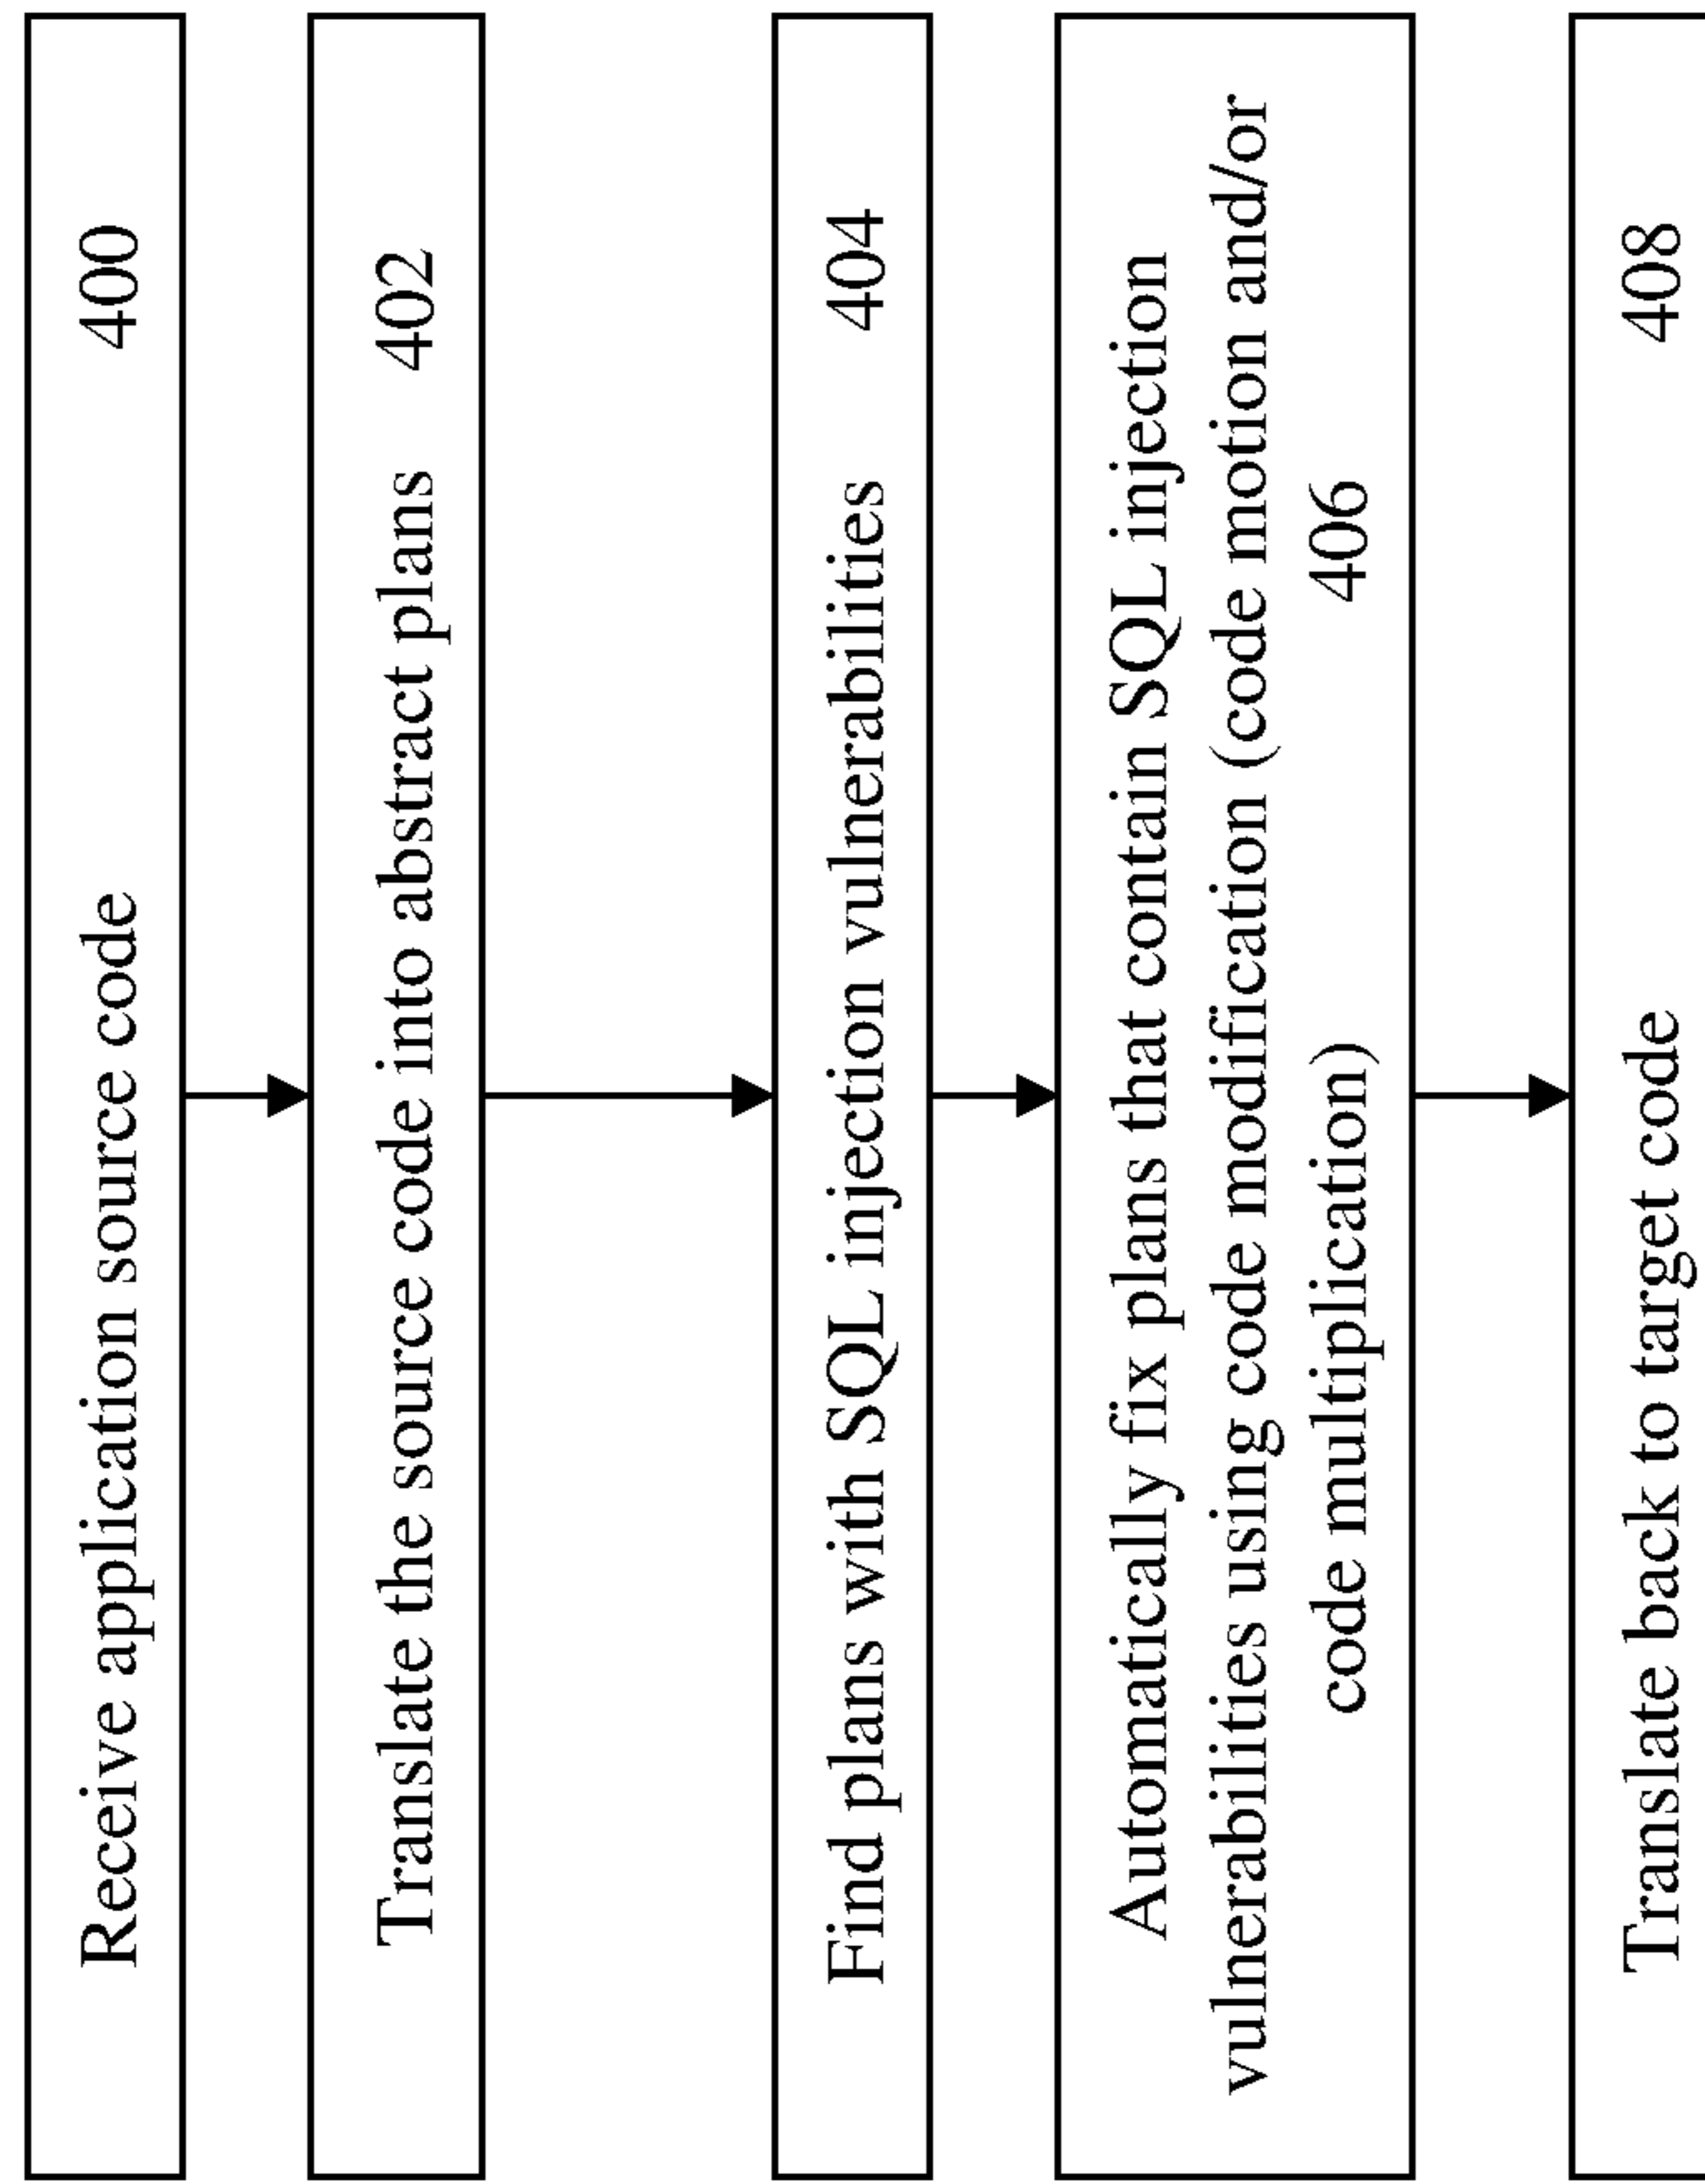 Receive application source code 400
Translate the source code into abstract plans 402
Find plans with SQL injection vulnerabilities 404
Automatically fix plans that contain SQL injection
vulnerabilities using code modification (code motion and/or
code multiplication) 406
Translate back to target code 408